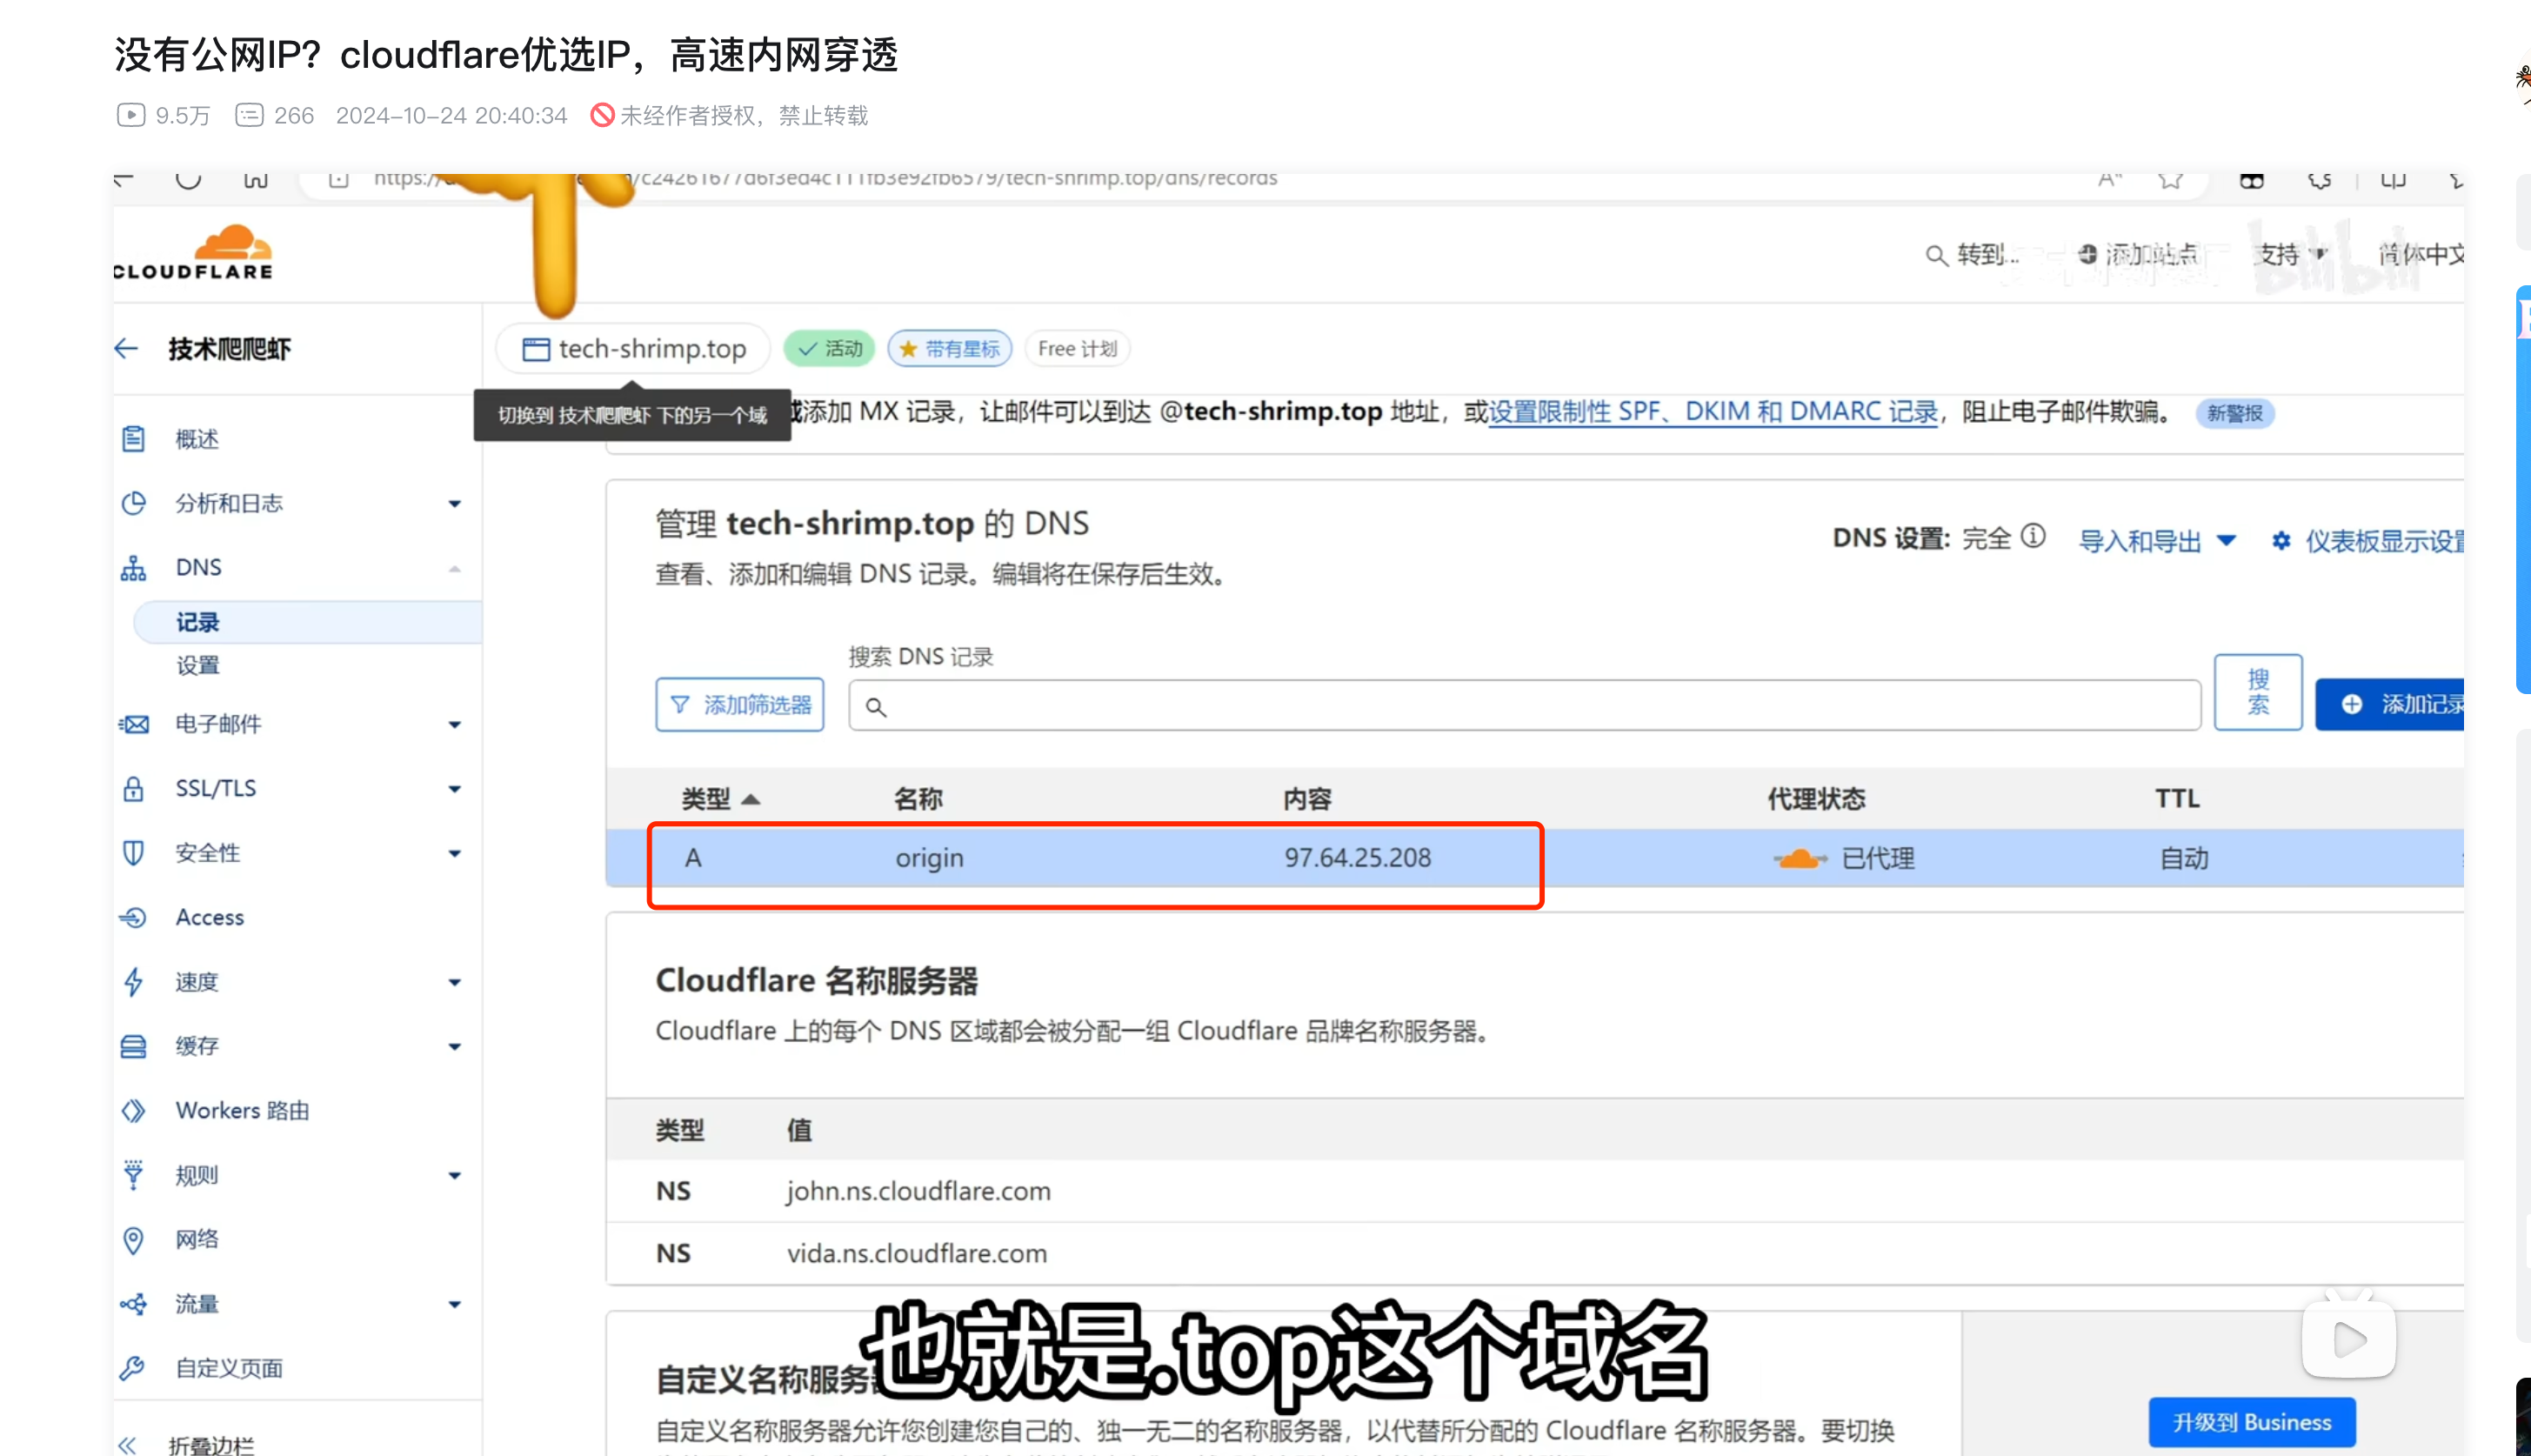 没有公网IP？cloudflare优选IP，高速内网穿透
9.5万 266 2024-10-24 20:40:34 未经作者授权，禁止转载
/tech-shrimp.top/dns/records
CLOUDFLARE
转到... 添加站点 支持 简体中文
bilibili
技术爬爬虾
tech-shrimp.top 活动 带有星标 Free 计划
切换到 技术爬爬虾 下的另一个域
添加 MX 记录，让邮件可以到达 @tech-shrimp.top 地址，或设置限制性 SPF、DKIM 和 DMARC 记录，阻止电子邮件欺骗。 新警报
概述
分析和日志
DNS
记录
设置
电子邮件
SSL/TLS
安全性
Access
速度
缓存
Workers 路由
规则
网络
流量
自定义页面
折叠边栏
管理 tech-shrimp.top 的 DNS
DNS 设置: 完全 导入和导出 仪表板显示设置
查看、添加和编辑 DNS 记录。编辑将在保存后生效。
搜索 DNS 记录
添加筛选器
搜
索
添加记录
类型 名称 内容 代理状态 TTL
A origin 97.64.25.208 已代理 自动
Cloudflare 名称服务器
Cloudflare 上的每个 DNS 区域都会被分配一组 Cloudflare 品牌名称服务器。
类型 值
NS john.ns.cloudflare.com
NS vida.ns.cloudflare.com
自定义名称服务
也就是.top这个域名
自定义名称服务器允许您创建您自己的、独一无二的名称服务器，以代替所分配的 Cloudflare 名称服务器。要切换
升级到 Business